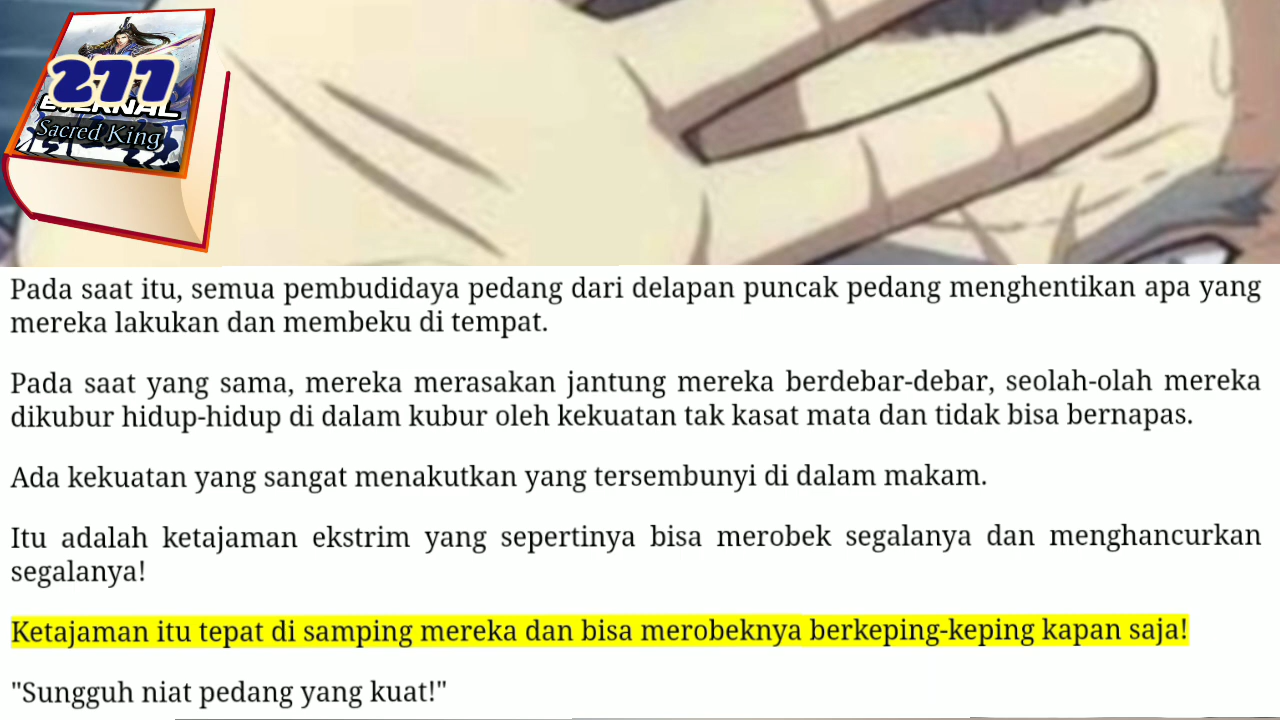 277
ETERNAL
Sacred King
Pada saat itu, semua pembudidaya pedang dari delapan puncak pedang menghentikan apa yang
mereka lakukan dan membeku di tempat.
Pada saat yang sama, mereka merasakan jantung mereka berdebar-debar, seolah-olah mereka
dikubur hidup-hidup di dalam kubur oleh kekuatan tak kasat mata dan tidak bisa bernapas.
Ada kekuatan yang sangat menakutkan yang tersembunyi di dalam makam.
Itu adalah ketajaman ekstrim yang sepertinya bisa merobek segalanya dan menghancurkan
segalanya!
Ketajaman itu tepat di samping mereka dan bisa merobeknya berkeping-keping kapan saja!
"Sungguh niat pedang yang kuat!"